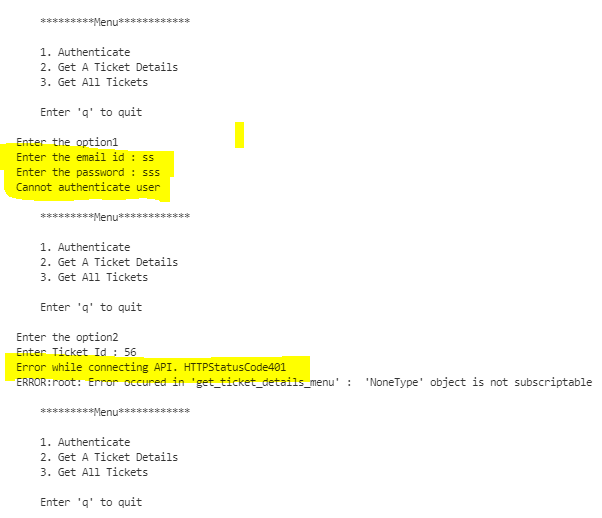 *********Menu************
1. Authenticate
2. Get A Ticket Details
3. Get All Tickets
Enter 'q' to quit
Enter the option1
Enter the email id : ss
Enter the password : sss
Cannot authenticate user
*********Menu************
1. Authenticate
2. Get A Ticket Details
3. Get All Tickets
Enter 'q' to quit
Enter the option2
Enter Ticket Id : 56
Error while connecting API. HTTPStatusCode401
ERROR:root: Error occured in 'get_ticket_details_menu' :  'NoneType' object is not subscriptable
*********Menu************
1. Authenticate
2. Get A Ticket Details
3. Get All Tickets
Enter 'q' to quit